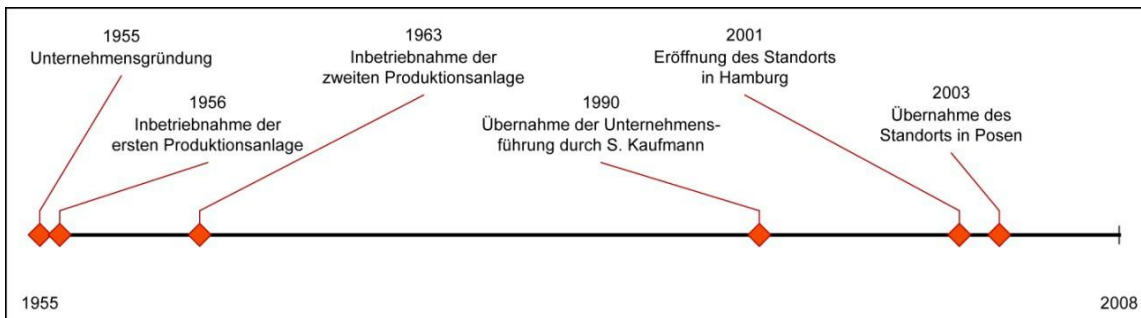 1955
Unternehmensgründung
1956
Inbetriebnahme der
ersten Produktionsanlage
1963
Inbetriebnahme der
zweiten Produktionsanlage
1990
Übernahme der Unternehmens-
führung durch S. Kaufmann
2001
Eröffnung des Standorts
in Hamburg
2003
Übernahme des
Standorts in Posen
1955
2008